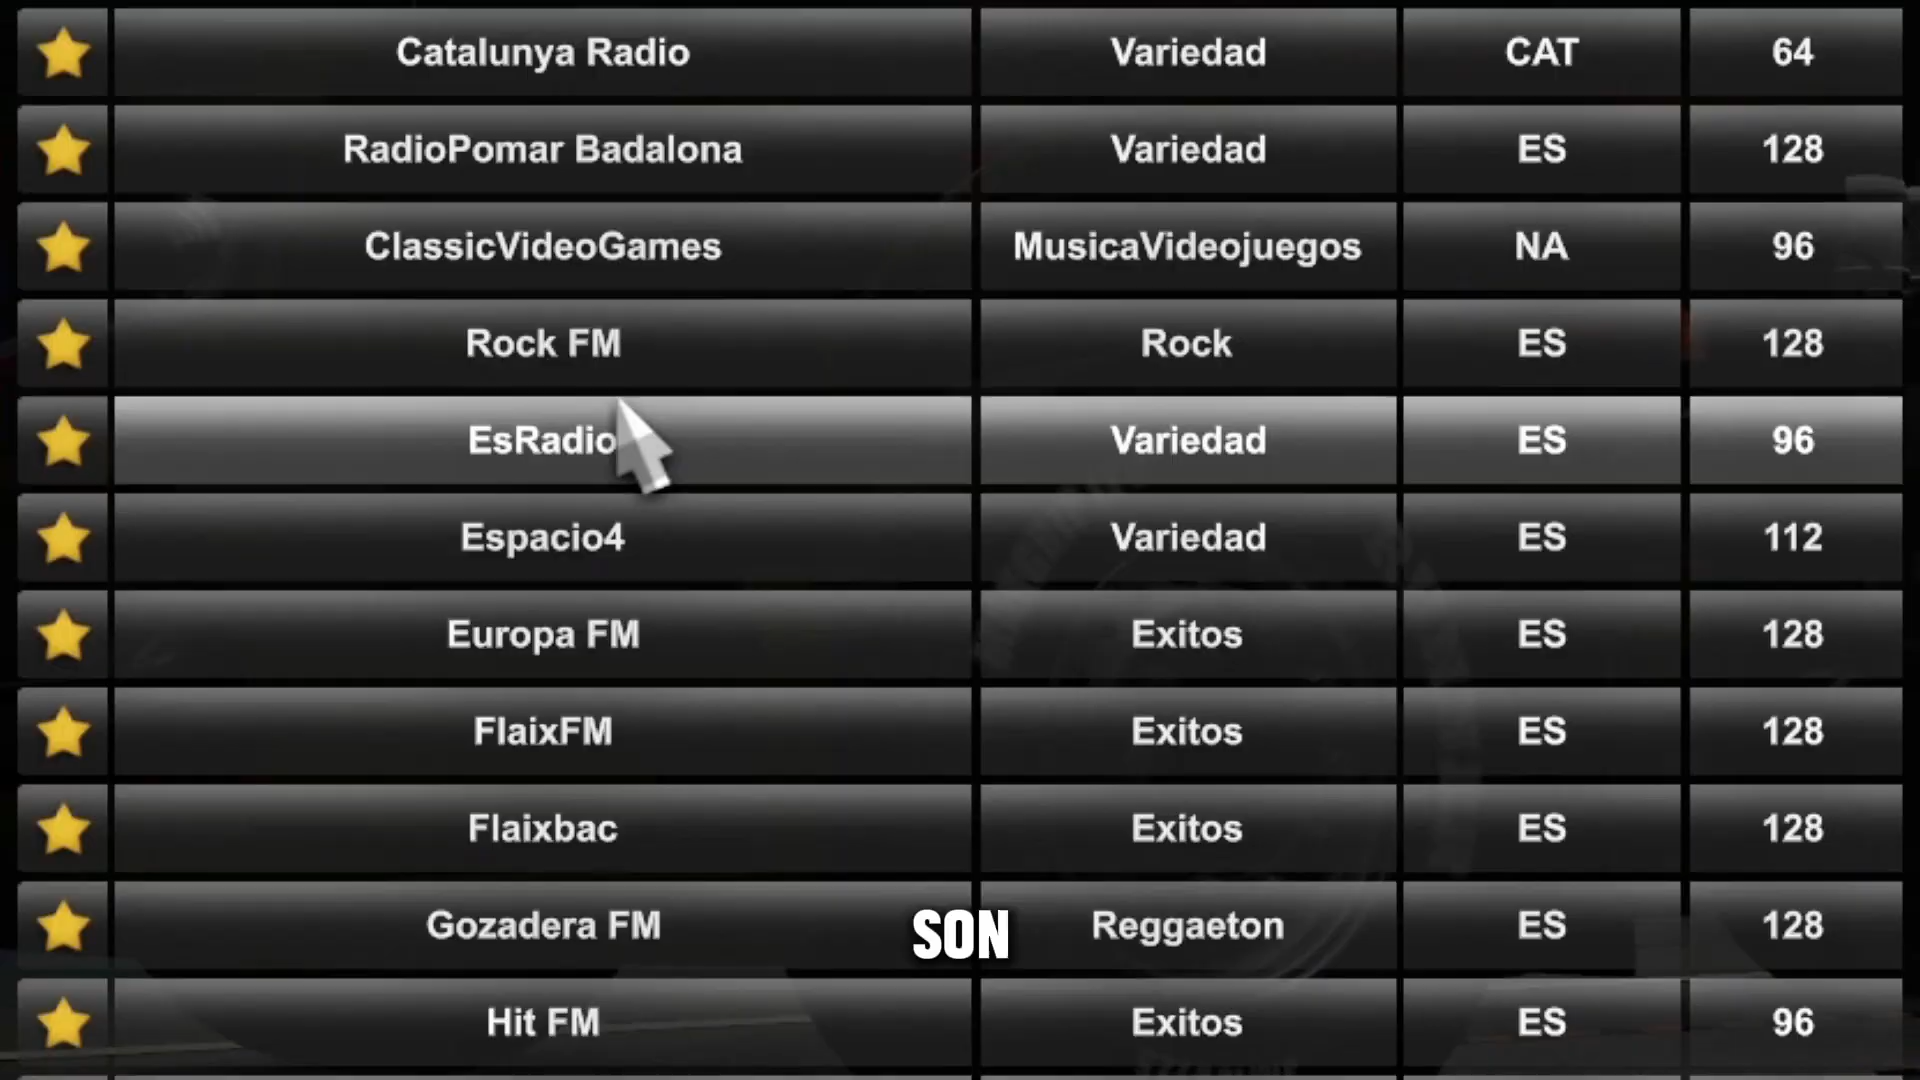 Catalunya Radio Variedad CAT 64
RadioPomar Badalona Variedad ES 128
ClassicVideoGames MusicaVideojuegos NA 96
Rock FM Rock ES 128
EsRadio Variedad ES 96
Espacio4 Variedad ES 112
Europa FM Exitos ES 128
FlaixFM Exitos ES 128
Flaixbac Exitos ES 128
Gozadera FM Reggaeton ES 128
SON
Hit FM Exitos ES 96